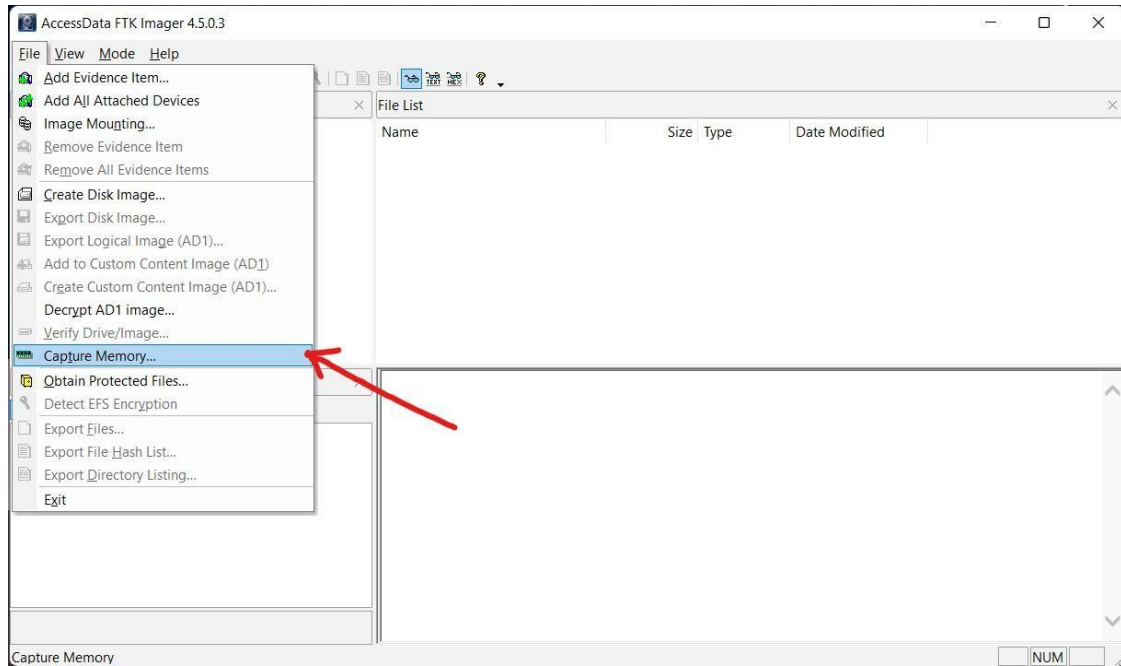 AccessData FTK Imager 4.5.0.3
File View Mode Help
Add Evidence Item...
Add All Attached Devices
File List
Image Mounting...
Name Size Type Date Modified
Remove Evidence Item
Remove All Evidence Items
Create Disk Image...
Export Disk Image...
Export Logical Image (AD1)...
Add to Custom Content Image (AD1)
Create Custom Content Image (AD1)...
Decrypt AD1 image...
Verify Drive/Image...
Capture Memory...
Obtain Protected Files...
Detect EFS Encryption
Export Files...
Export File Hash List...
Export Directory Listing...
Exit
Capture Memory
NUM